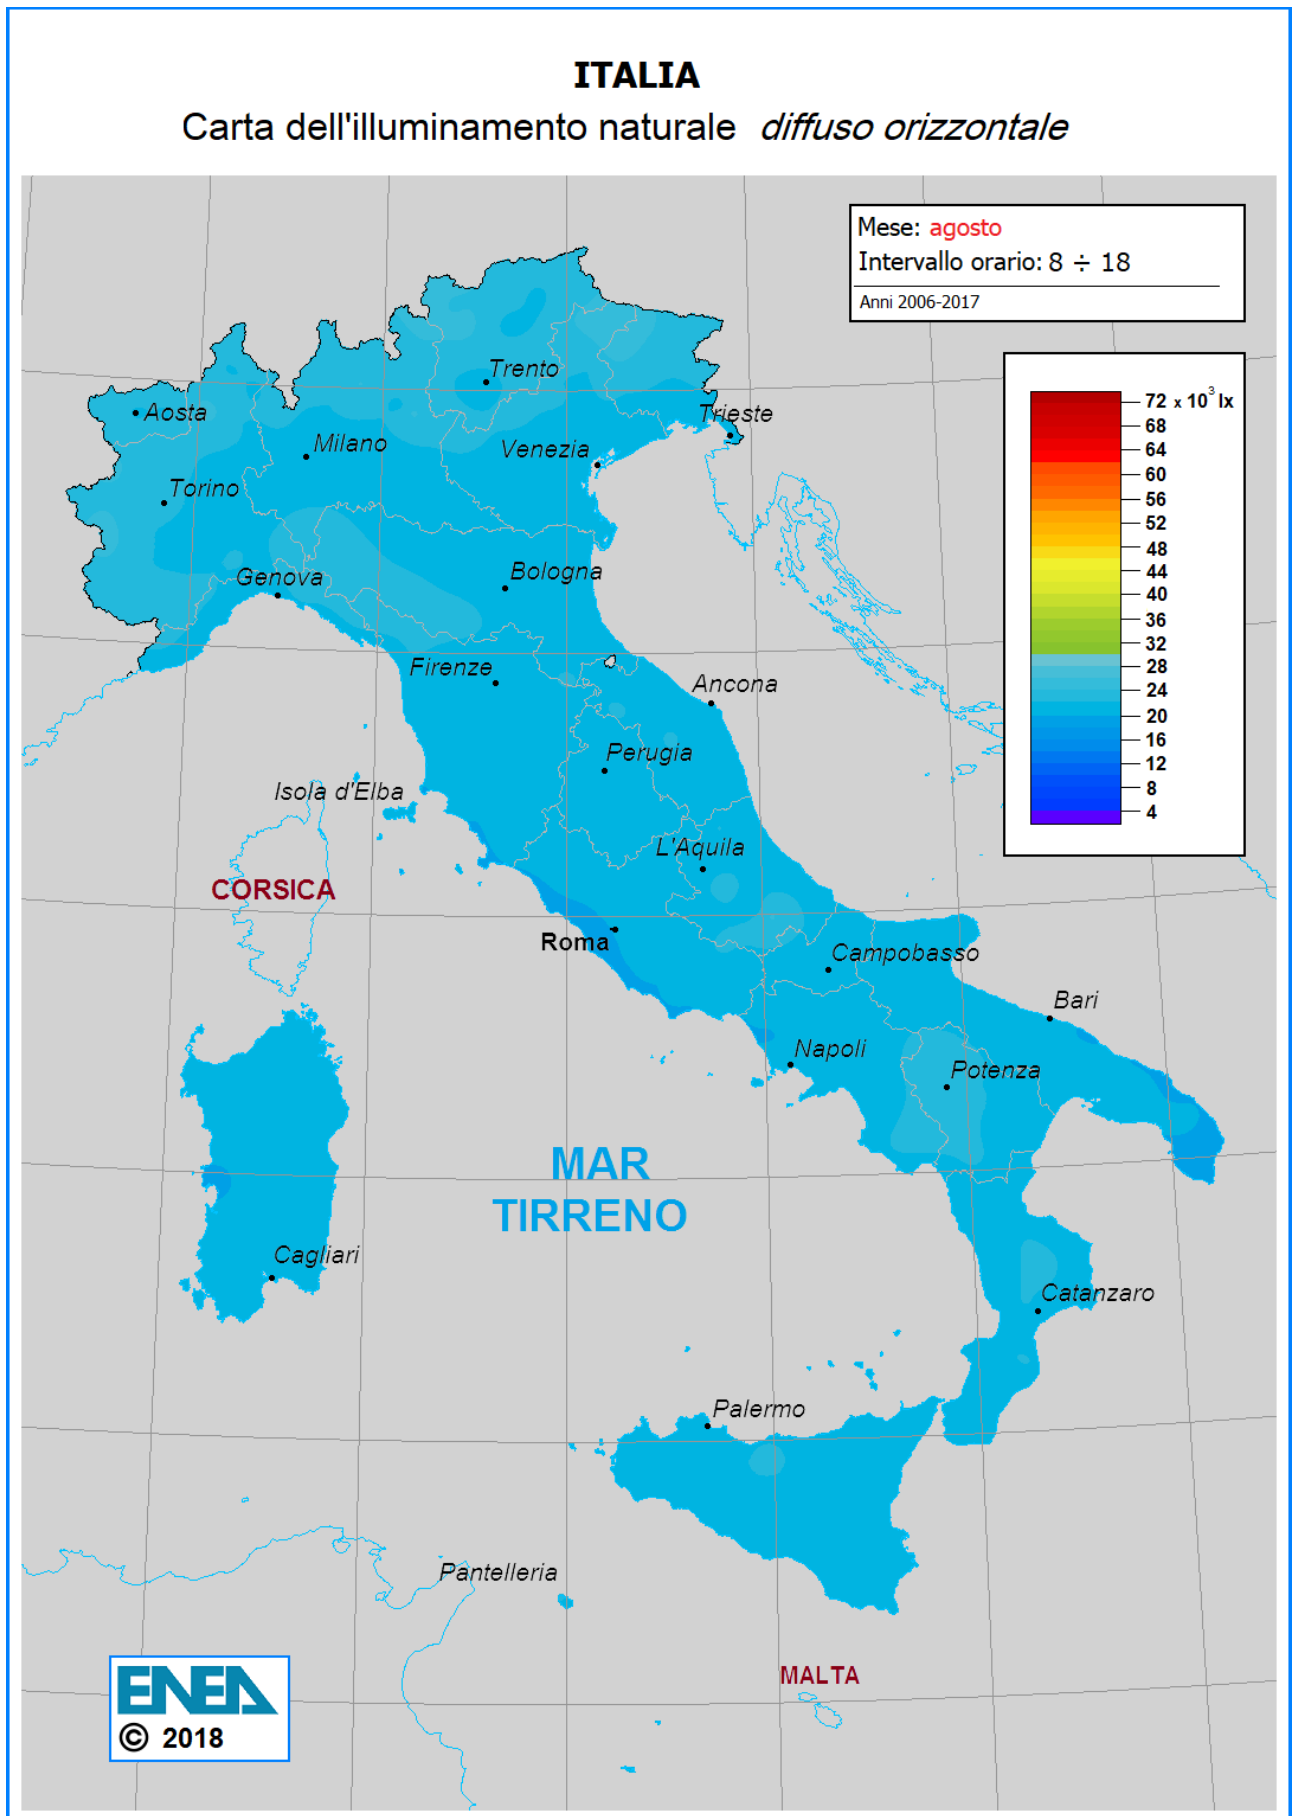 ITALIA
Carta dell'illuminamento naturale diffuso orizzontale
Mese: agosto
Intervallo orario: 8 ÷ 18
Anni 2006-2017
72 x 10³ lx
68
64
60
56
52
48
44
40
36
32
28
24
20
16
12
8
4
Trento
Aosta
Trieste
Milano
Venezia
Torino
Bologna
Genova
Firenze
Ancona
Perugia
Isola d'Elba
L'Aquila
CORSICA
Roma
Campobasso
Bari
Napoli
Potenza
MAR
TIRRENO
Cagliari
Catanzaro
Palermo
Pantelleria
MALTA
ENEA
© 2018